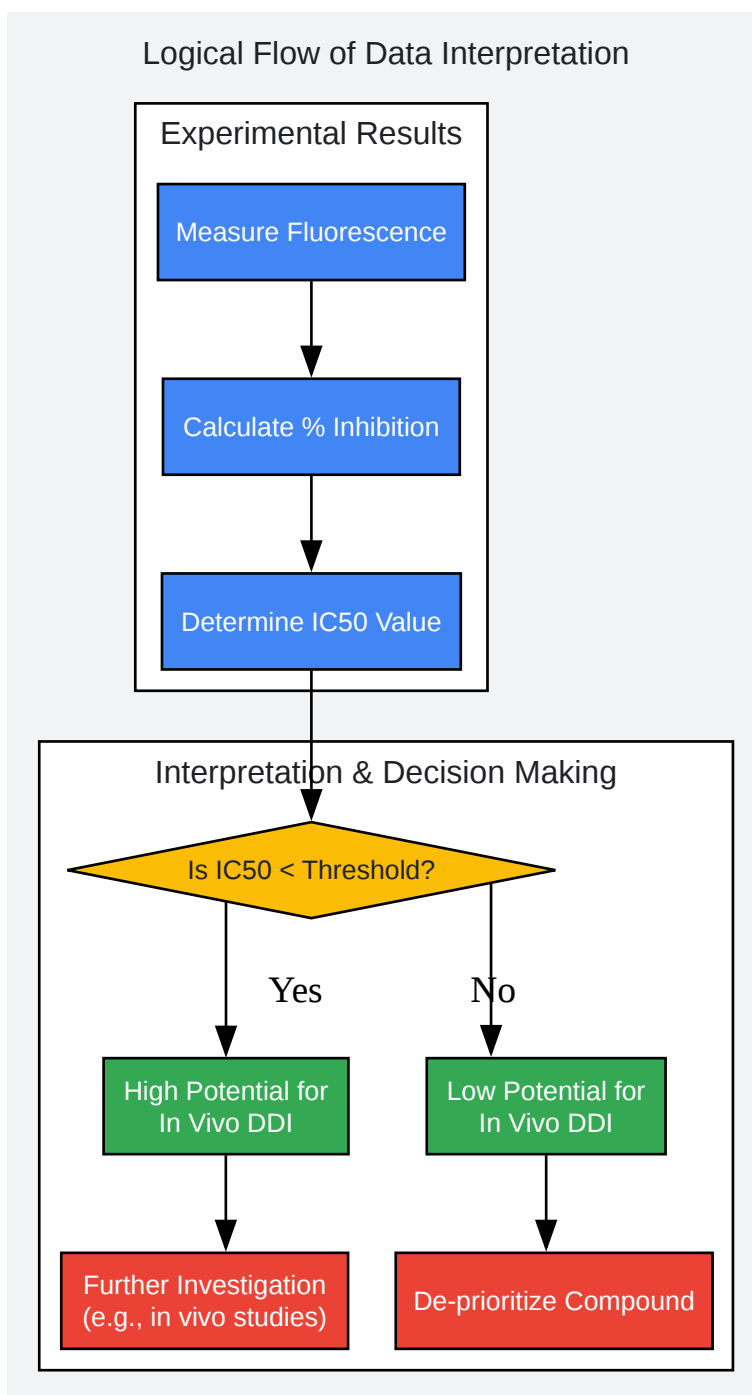 Logical Flow of Data Interpretation
Experimental Results
Measure Fluorescence
Calculate % Inhibition
Determine IC50 Value
Interpretation & Decision Making
Is IC50 < Threshold?
Yes
No
High Potential for
In Vivo DDI
Low Potential for
In Vivo DDI
Further Investigation
(e.g., in vivo studies)
De-prioritize Compound